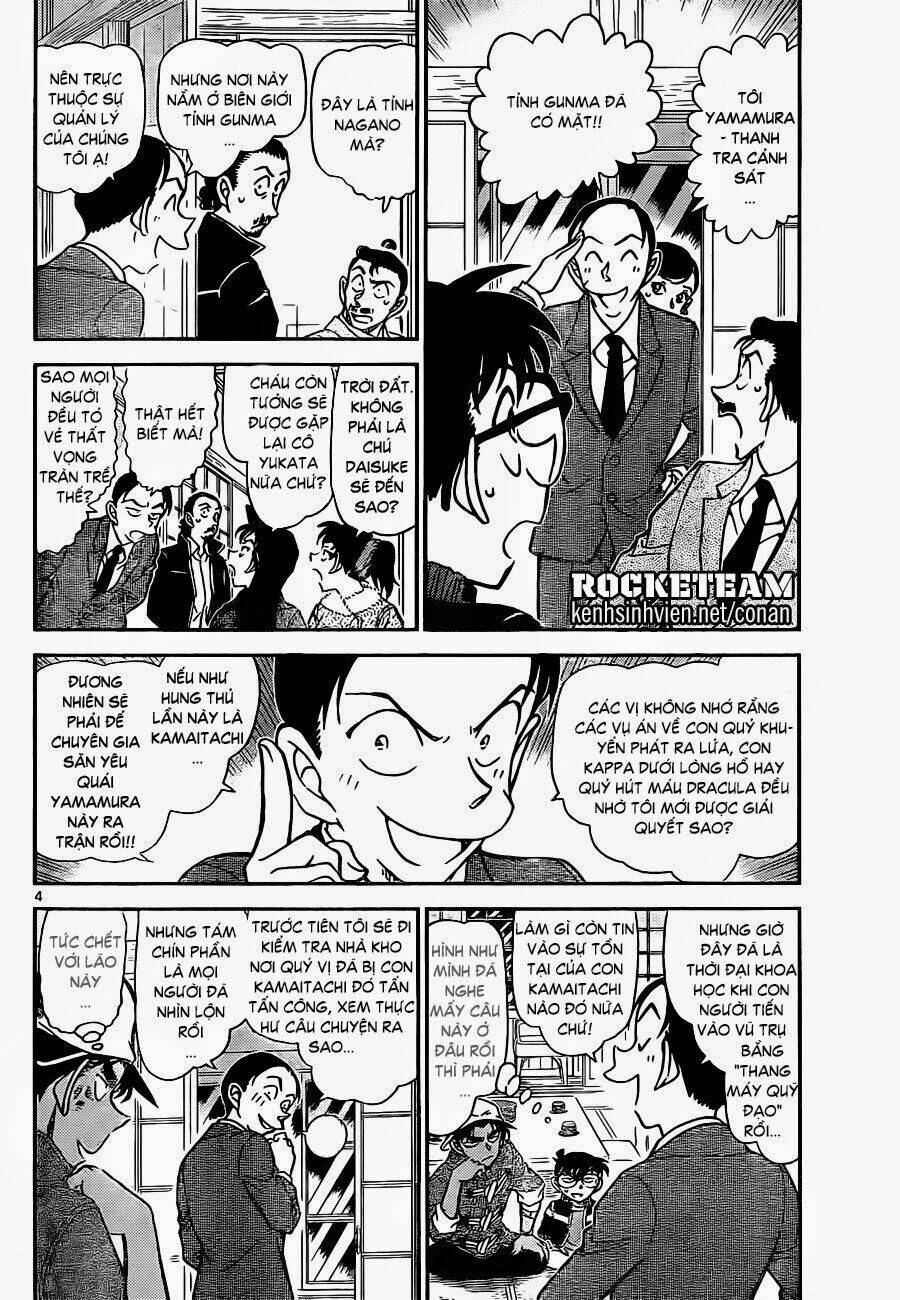 TÔI
YAMAMURA
- THANH
TRA CẢNH
SÁT
...
TỈNH GUNMA ĐÃ
CÓ MẶT!!
ĐÂY LÀ TỈNH
NAGANO
MÀ?
NHƯNG NƠI NÀY
NẰM Ở BIÊN GIỚI
TỈNH GUNMA
...
NÊN TRỰC
THUỘC SỰ
QUẢN LÝ
CỦA CHÚNG
TÔI Ạ!
TRỜI ĐẤT.
KHÔNG
PHẢI LÀ
CHÚ
DAISUKE
SẼ ĐẾN
SAO?
CHÁU CÒN
TƯỞNG SẼ
ĐƯỢC GẶP
LẠI CÔ
YUKATA
NỮA CHỨ?
THẬT HẾT
BIẾT MÀ!
SAO MỌI
NGƯỜI
ĐỀU TỎ
VẺ THẤT
VỌNG
TRÀN TRỀ
THẾ?
ROCKETEAM
kenhsinhvien.net/conan
CÁC VỊ KHÔNG NHỚ RẰNG
CÁC VỤ ÁN VỀ CON QUỶ KHU-
YỂN PHÁT RA LỬA, CON
KAPPA DƯỚI LÒNG HỒ HAY
QUỶ HÚT MÁU DRACULA ĐỀU
NHỜ TÔI MỚI ĐƯỢC GIẢI
QUYẾT SAO?
NẾU NHƯ
HUNG THỦ
LẦN NÀY LÀ
KAMAITACHI
...
ĐƯƠNG
NHIÊN SẼ
PHẢI ĐỂ
CHUYÊN GIA
SĂN YÊU
QUÁI
YAMAMURA
NÀY RA
TRẬN RỒI!!
4
NHƯNG GIỜ
ĐÂY ĐÃ LÀ
THỜI ĐẠI KHOA
HỌC KHI CON
NGƯỜI TIẾN
VÀO VŨ TRỤ
BẰNG
"THANG
MÁY QUỸ
ĐẠO"
RỒI...
LÀM GÌ CÒN TIN
VÀO SỰ TỒN
TẠI CỦA CON
KAMAITACHI
NÀO ĐÓ NỮA
CHỨ!
HÌNH NHƯ
MÌNH ĐÃ
NGHE
MẤY CÂU
NÀY Ở
ĐÂU RỒI
THÌ PHẢI
...
TRƯỚC TIÊN TÔI SẼ ĐI
KIỂM TRA NHÀ KHO
NƠI QUÝ VỊ ĐÃ BỊ CON
KAMAITACHI ĐÓ TẤN
TẤN CÔNG, XEM THỰC
HƯ CÂU CHUYỆN RA
SAO...
NHƯNG TÁM
CHÍN PHẦN
LÀ MỌI
NGƯỜI ĐÃ
NHÌN LỘN
RỒI
...
TỨC CHẾT
VỚI LÃO
NÀY
...